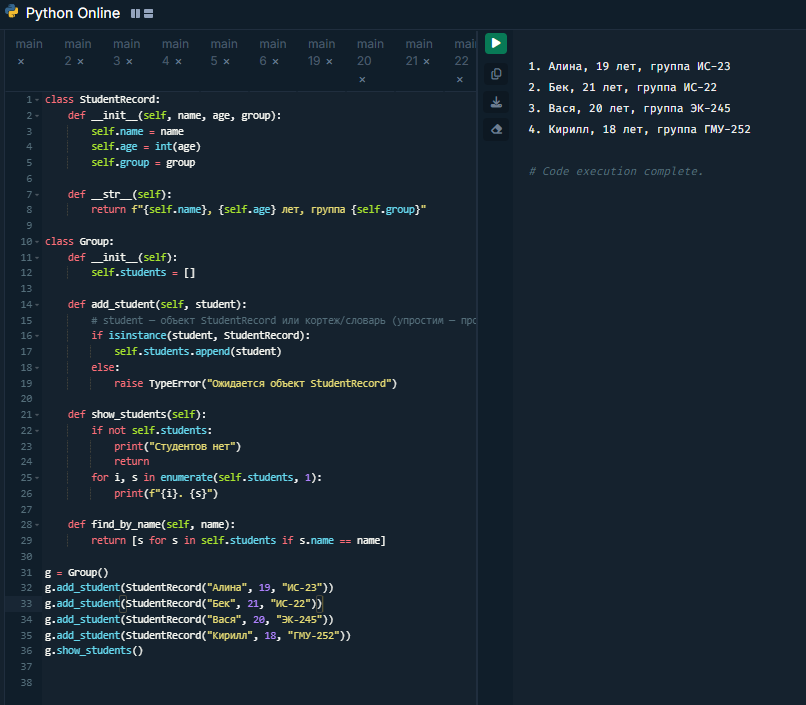 Python Online
main × main 2 × main 3 × main 4 × main 5 × main 6 × main 19 × main 20 × main 21 × mai 22 ×
1 class StudentRecord:
2     def __init__(self, name, age, group):
3         self.name = name
4         self.age = int(age)
5         self.group = group
6
7     def __str__(self):
8         return f"{self.name}, {self.age} лет, группа {self.group}"
9
10 class Group:
11     def __init__(self):
12         self.students = []
13
14     def add_student(self, student):
15         # student — объект StudentRecord или кортеж/словарь (упростим — про
16         if isinstance(student, StudentRecord):
17             self.students.append(student)
18         else:
19             raise TypeError("Ожидается объект StudentRecord")
20
21     def show_students(self):
22         if not self.students:
23             print("Студентов нет")
24             return
25         for i, s in enumerate(self.students, 1):
26             print(f"{i}. {s}")
27
28     def find_by_name(self, name):
29         return [s for s in self.students if s.name == name]
30
31 g = Group()
32 g.add_student(StudentRecord("Алина", 19, "ИС-23"))
33 g.add_student(StudentRecord("Бек", 21, "ИС-22"))
34 g.add_student(StudentRecord("Вася", 20, "ЭК-245"))
35 g.add_student(StudentRecord("Кирилл", 18, "ГМУ-252"))
36 g.show_students()
37
38
1. Алина, 19 лет, группа ИС-23
2. Бек, 21 лет, группа ИС-22
3. Вася, 20 лет, группа ЭК-245
4. Кирилл, 18 лет, группа ГМУ-252
# Code execution complete.